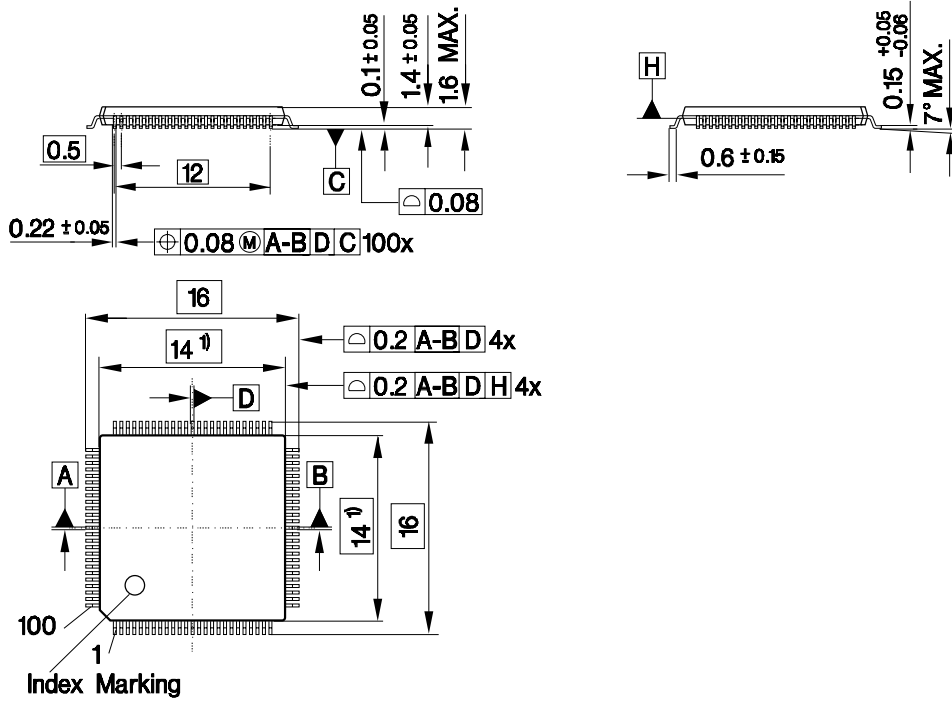 0.1 ± 0.05
1.4 ± 0.05
1.6 MAX.
H
0.15 +0.05 -0.06
7° MAX.
0.5
12
C
0.08
0.6 ± 0.15
0.22 ± 0.05
0.08 Ⓜ A-B D C 100x
16
0.2 A-B D 4x
14 1)
0.2 A-B D H 4x
D
A
B
14 1)
16
100
1
Index Marking